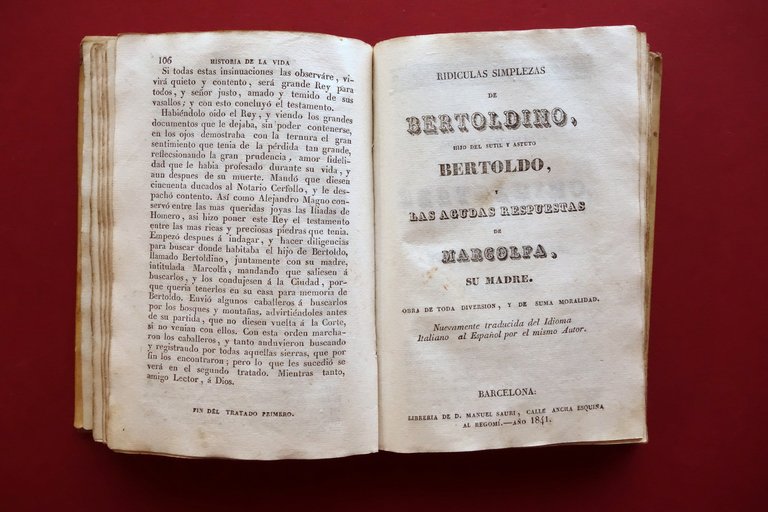 106 HISTORIA DE LA VIDA
Si todas estas insinuaciones las observáre, vi-
virá quieto y contento, será grande Rey para
todos, y señor justo, amado y temido de sus
vasallos; y con esto concluyó el testamento.
Habiéndolo oido el Rey, y viendo los grandes
documentos que le dejaba, sin poder contenerse,
en los ojos demostraba con la ternura el gran
sentimiento que tenia de la pérdida tan grande,
reflecsionando la gran prudencia, amor fideli-
dad que le habia profesado durante su vida, y
aun despues de su muerte. Mandó que diesen
cincuenta ducados al Notario Cerfollo, y le des-
pachó contento. Así como Alejandro Magno con-
servó entre las mas queridas joyas las Iliadas de
Homero, asi hizo poner este Rey el testamento
entre las mas ricas y preciosas piedras que tenia.
Empezó despues á indagar, y hacer diligencias
para buscar donde habitaba el hijo de Bertoldo,
llamado Bertoldino, juntamente con su madre,
intitulada Marcolfa, mandando que saliesen á
buscarlos, y los condujesen á la Ciudad, por-
que queria tenerlos en su casa para memoria de
Bertoldo. Envió algunos caballeros á buscarlos
por los bosques y montañas, advirtiéndoles antes
de su partida, que no diesen vuelta á la Corte,
si no venian con ellos. Con esta orden marcha-
ron los caballeros, y tanto anduvieron buscando
y registrando por todas aquellas sierras, que por
fin los encontraron; pero lo que les sucedió se
verá en el segundo tratado. Mientras tanto,
amigo Lector, á Dios.
FIN DEL TRATADO PRIMERO.
RIDICULAS SIMPLEZAS
DE
BERTOLDINO,
HIJO DEL SUTIL Y ASTUTO
BERTOLDO,
Y
LAS AGUDAS RESPUESTAS
DE
MARCOLFA,
SU MADRE.
OBRA DE TODA DIVERSION, Y DE SUMA MORALIDAD.
Nuevamente traducida del Idioma
Italiano al Español por el mismo Autor.
BARCELONA:
LIBRERIA DE D. MANUEL SAURI, CALLE ANCHA ESQUINA
AL REGOMÍ.—AÑO 1841.